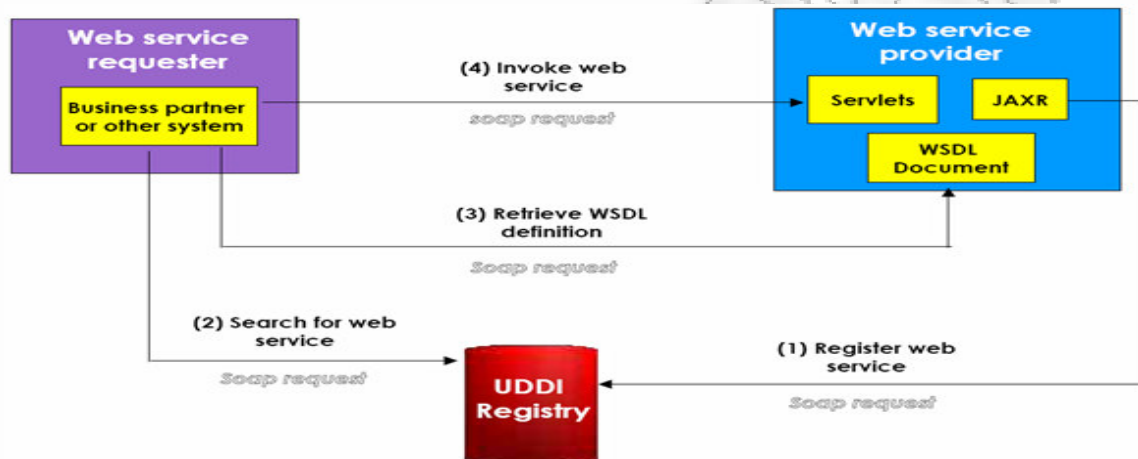 Web service
requester
Business partner
or other system
(4) Invoke web
service
soap request
Web service
provider
Servlets
JAXR
WSDL
Document
(3) Retrieve WSDL
definition
Soap request
(2) Search for web
service
Soap request
UDDI
Registry
(1) Register web
service
Soap request